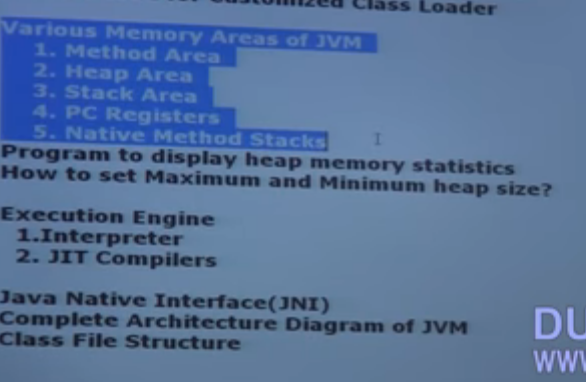 Customized Class Loader
Various Memory Areas of JVM
1. Method Area
2. Heap Area
3. Stack Area
4. PC Registers
5. Native Method Stacks
Program to display heap memory statistics
How to set Maximum and Minimum heap size?
Execution Engine
1.Interpreter
2. JIT Compilers
Java Native Interface(JNI)
Complete Architecture Diagram of JVM
Class File Structure
DU
WWW